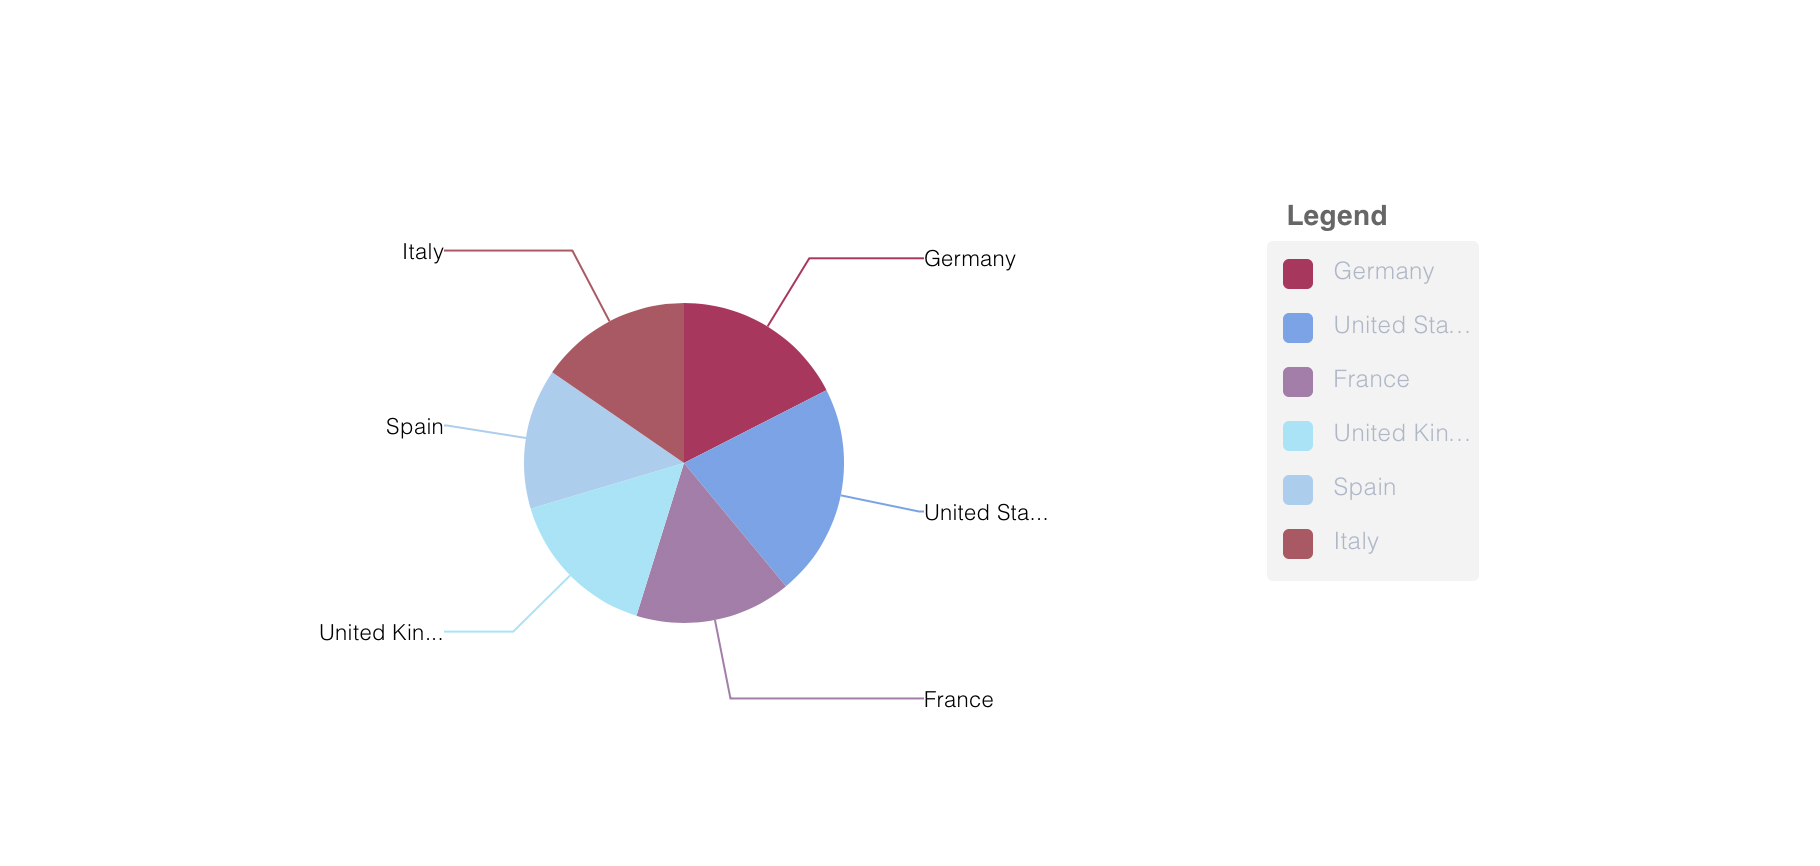 Italy
Germany
Spain
United Sta...
United Kin...
France
Legend
Germany
United Sta...
France
United Kin...
Spain
Italy